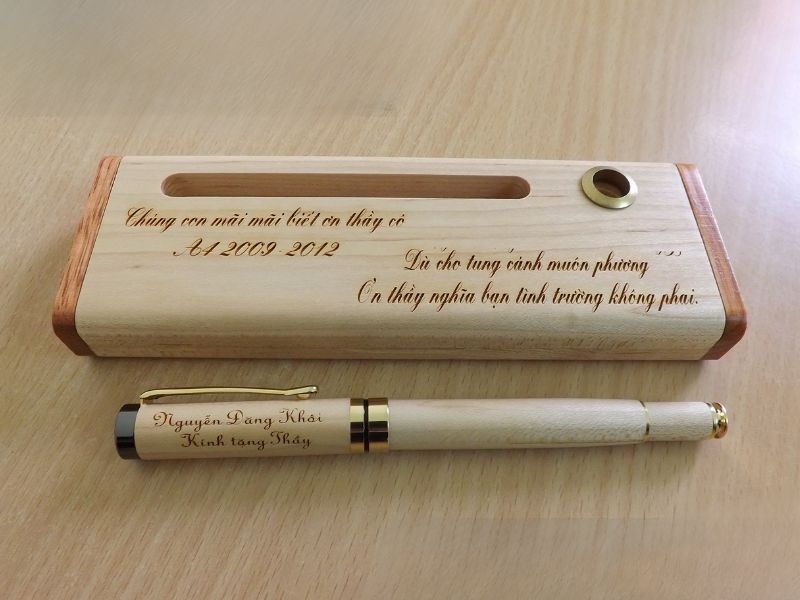 Chúng con mãi mãi biết ơn thầy cô
A4 2009-2012
Dù cho tung cánh muôn phương
Ơn thầy nghĩa bạn tình trường không phai.
Nguyễn Đăng Khôi
Kính tặng Thầy